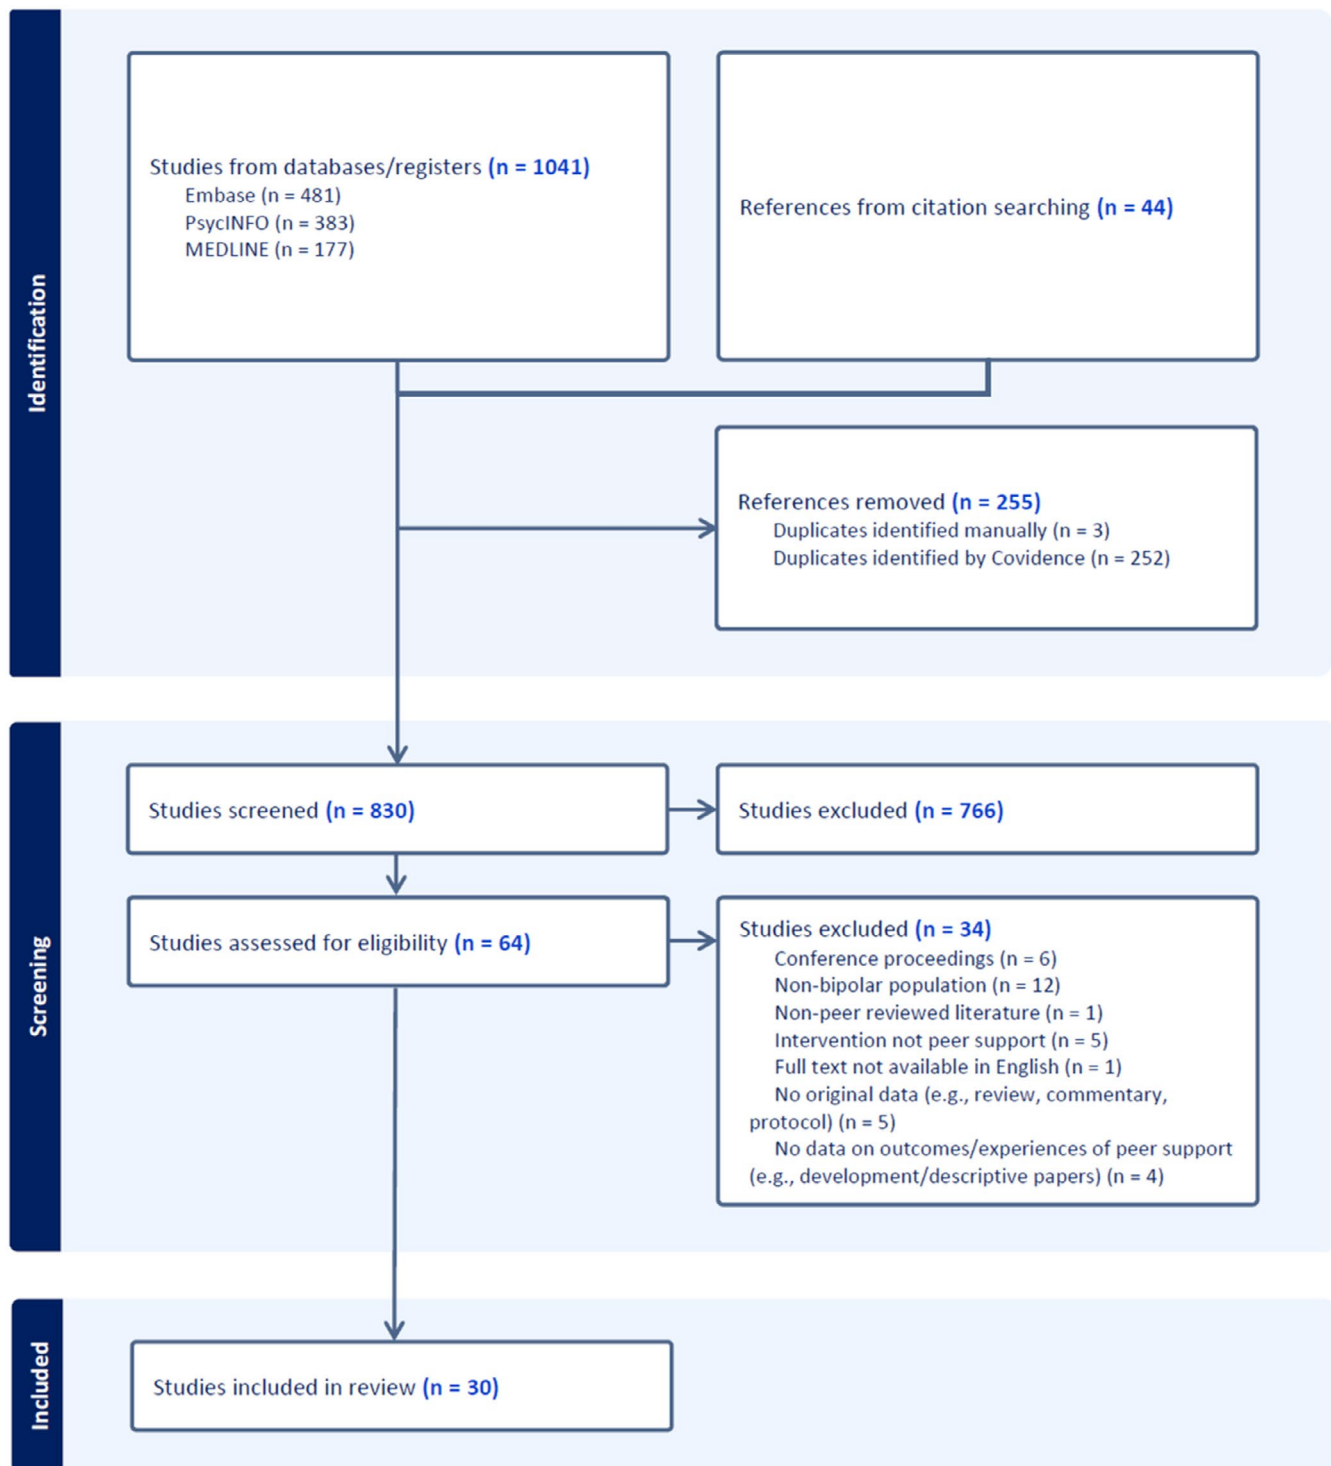 Identification
Studies from databases/registers (n = 1041)
Embase (n = 481)
PsycINFO (n = 383)
MEDLINE (n = 177)
References from citation searching (n = 44)
References removed (n = 255)
Duplicates identified manually (n = 3)
Duplicates identified by Covidence (n = 252)
Screening
Studies screened (n = 830)
Studies excluded (n = 766)
Studies assessed for eligibility (n = 64)
Studies excluded (n = 34)
Conference proceedings (n = 6)
Non-bipolar population (n = 12)
Non-peer reviewed literature (n = 1)
Intervention not peer support (n = 5)
Full text not available in English (n = 1)
No original data (e.g., review, commentary,
protocol) (n = 5)
No data on outcomes/experiences of peer support
(e.g., development/descriptive papers) (n = 4)
Included
Studies included in review (n = 30)